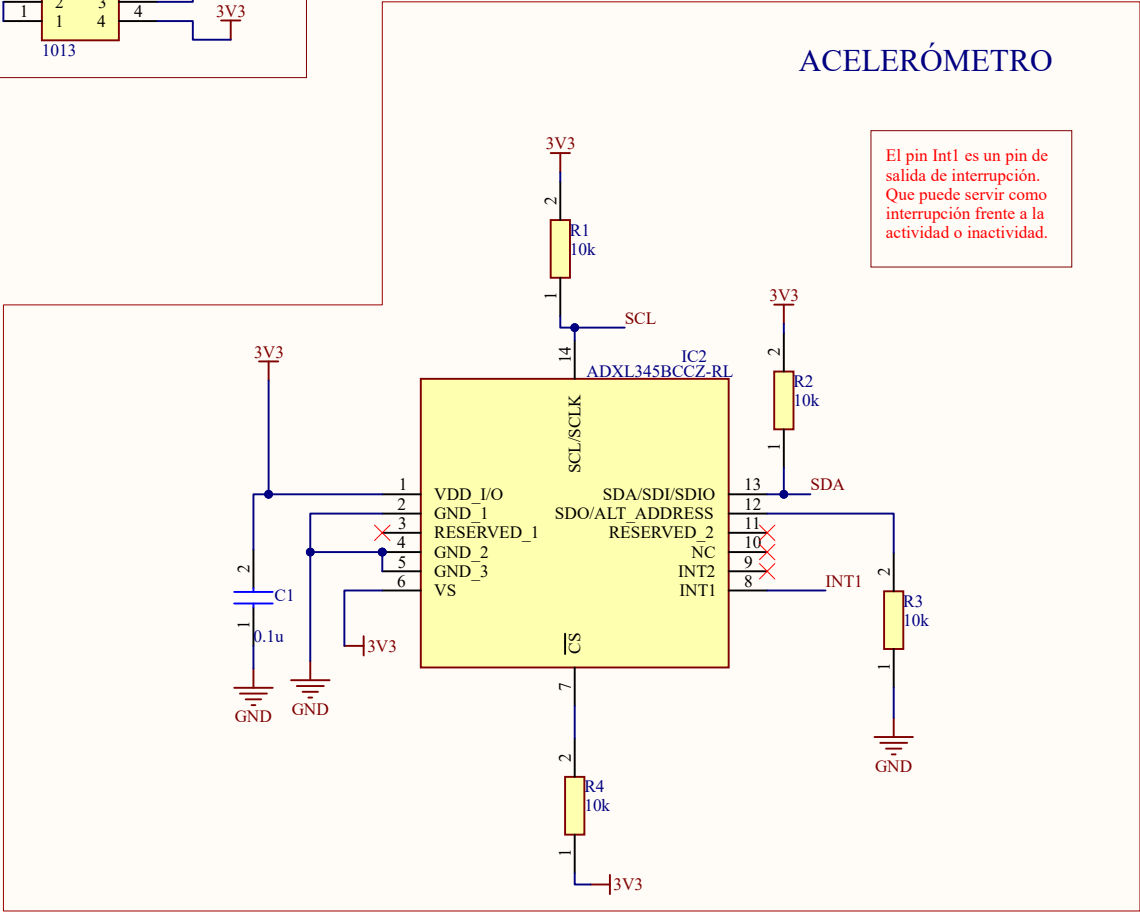 1
2
3
1
4
4
3V3
1013
ACELERÓMETRO
El pin Int1 es un pin de
salida de interrupción.
Que puede servir como
interrupción frente a la
actividad o inactividad.
3V3
2
R1
10k
1
SCL
14
IC2
ADXL345BCCZ-RL
3V3
2
R2
10k
1
3V3
SCL/SCLK
1 VDD_I/O
2 GND_1
3 RESERVED_1
4 GND_2
5 GND_3
6 VS
SDA/SDI/SDIO 13
SDO/ALT_ADDRESS 12
RESERVED_2 11
NC 10
INT2 9
INT1 8
SDA
INT1
CS
7
2
C1
1
0.1u
GND
GND
3V3
2
R3
10k
1
GND
2
R4
10k
1
3V3